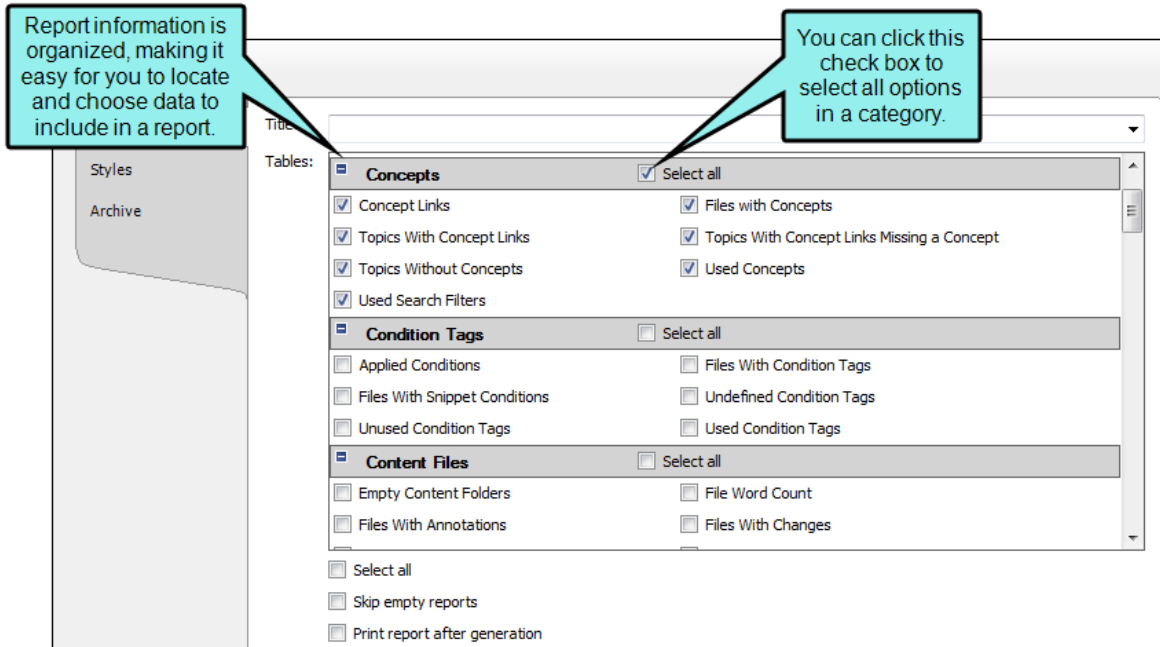 Report information is
organized, making it
easy for you to locate
and choose data to
include in a report.
You can click this
check box to
select all options
in a category.
Styles
Archive
Tables:
Concepts Select all
Concept Links Files with Concepts
Topics With Concept Links Topics With Concept Links Missing a Concept
Topics Without Concepts Used Concepts
Used Search Filters
Condition Tags Select all
Applied Conditions Files With Condition Tags
Files With Snippet Conditions Undefined Condition Tags
Unused Condition Tags Used Condition Tags
Content Files Select all
Empty Content Folders File Word Count
Files With Annotations Files With Changes
Select all
Skip empty reports
Print report after generation